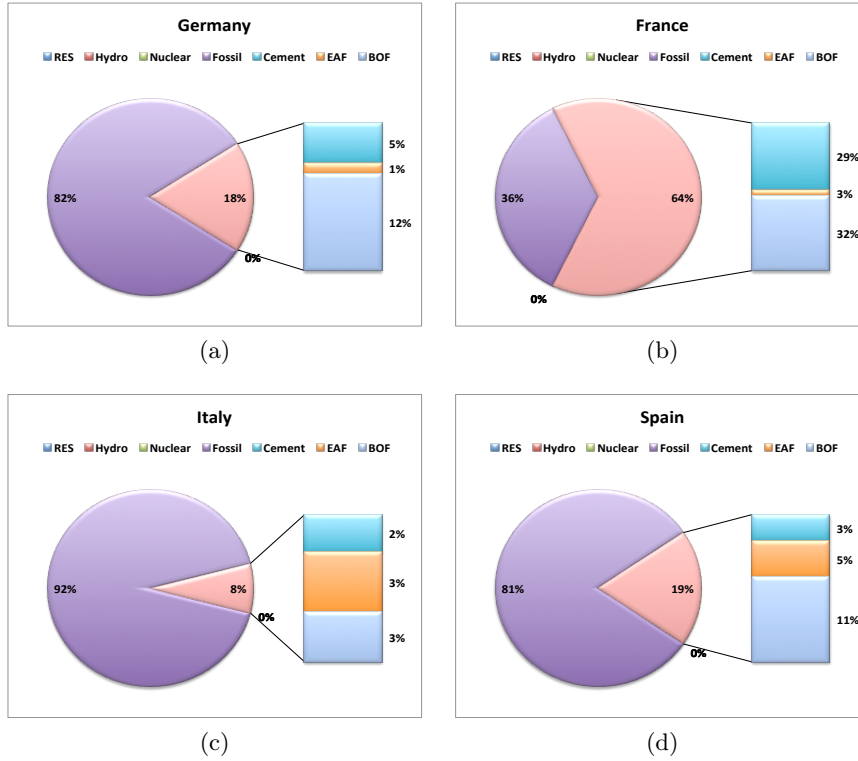 Germany
RES Hydro Nuclear Fossil Cement EAF BOF
5%
1%
82%
18%
12%
0%
(a)
France
RES Hydro Nuclear Fossil Cement EAF BOF
29%
36%
64%
3%
32%
0%
(b)
Italy
RES Hydro Nuclear Fossil Cement EAF BOF
2%
92%
8%
3%
0%
3%
(c)
Spain
RES Hydro Nuclear Fossil Cement EAF BOF
3%
5%
81%
19%
11%
0%
(d)